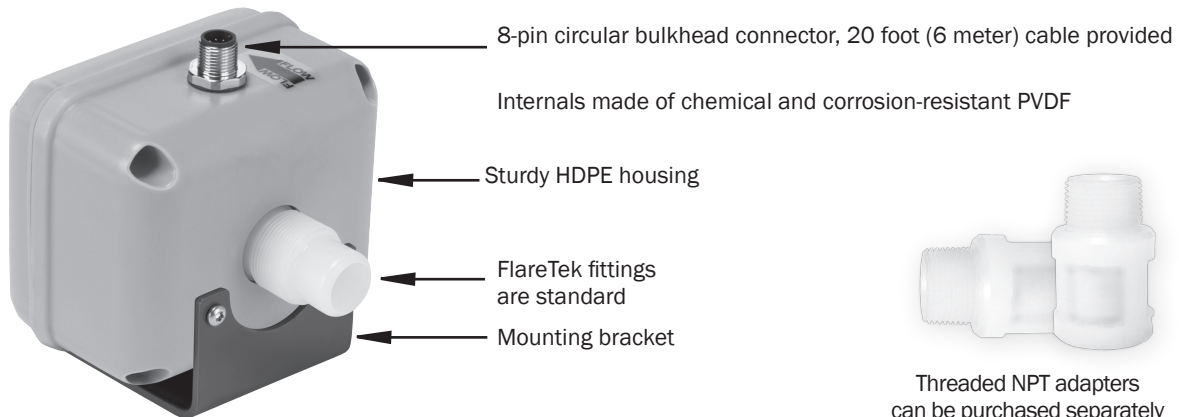 8-pin circular bulkhead connector, 20 foot (6 meter) cable provided
FLOW
Internals made of chemical and corrosion-resistant PVDF
Sturdy HDPE housing
FlareTek fittings
are standard
Mounting bracket
Threaded NPT adapters
can be purchased separately